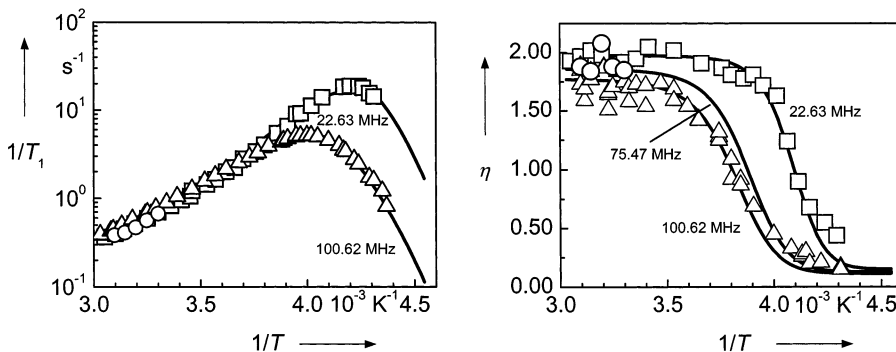 10²
s⁻¹
10¹
1/T₁
10⁰
10⁻¹
22.63 MHz
100.62 MHz
3.0 3.5 4.0 10⁻³ K⁻¹ 4.5
1/T
2.00
1.50
η
1.00
0.50
0.00
22.63 MHz
75.47 MHz
100.62 MHz
3.0 3.5 4.0 10⁻³ K⁻¹ 4.5
1/T